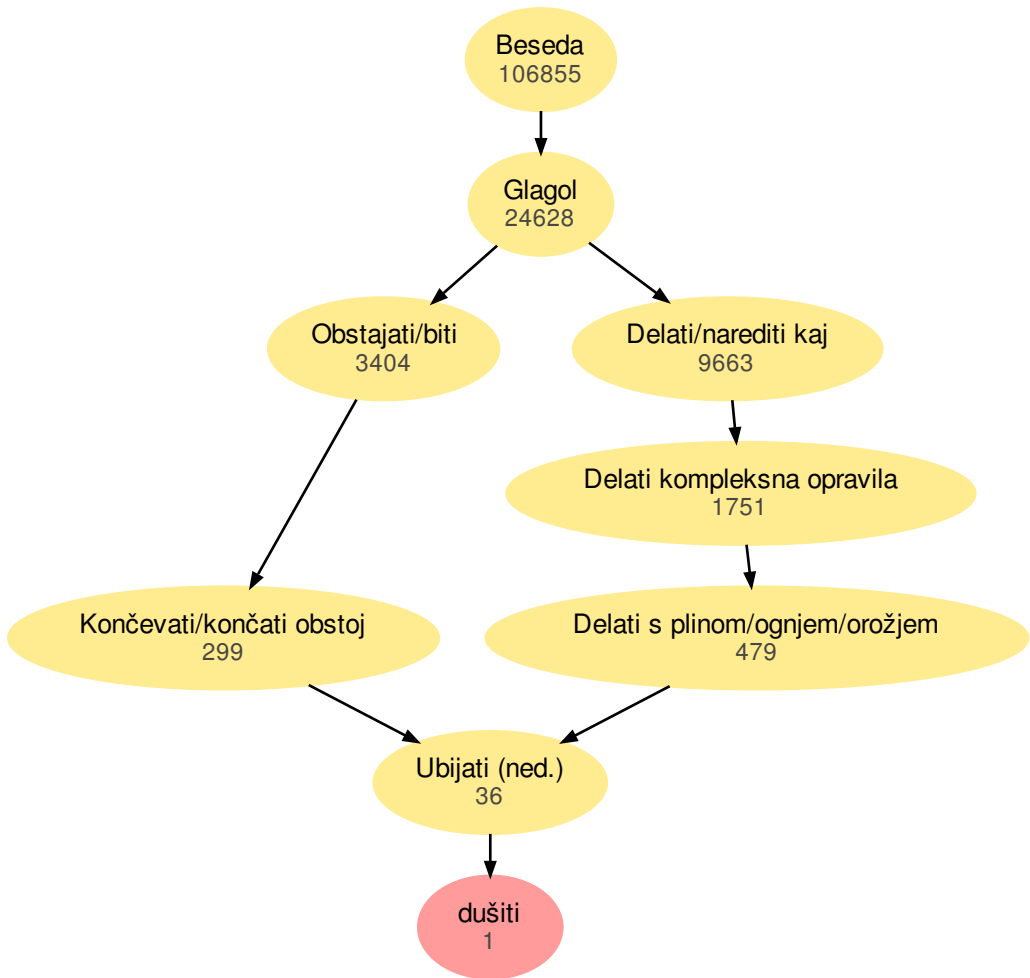 Beseda
106855
Glagol
24628
Obstajati/biti
3404
Delati/narediti kaj
9663
Delati kompleksna opravila
1751
Končevati/končati obstoj
299
Delati s plinom/ognjem/orožjem
479
Ubijati (ned.)
36
dušiti
1